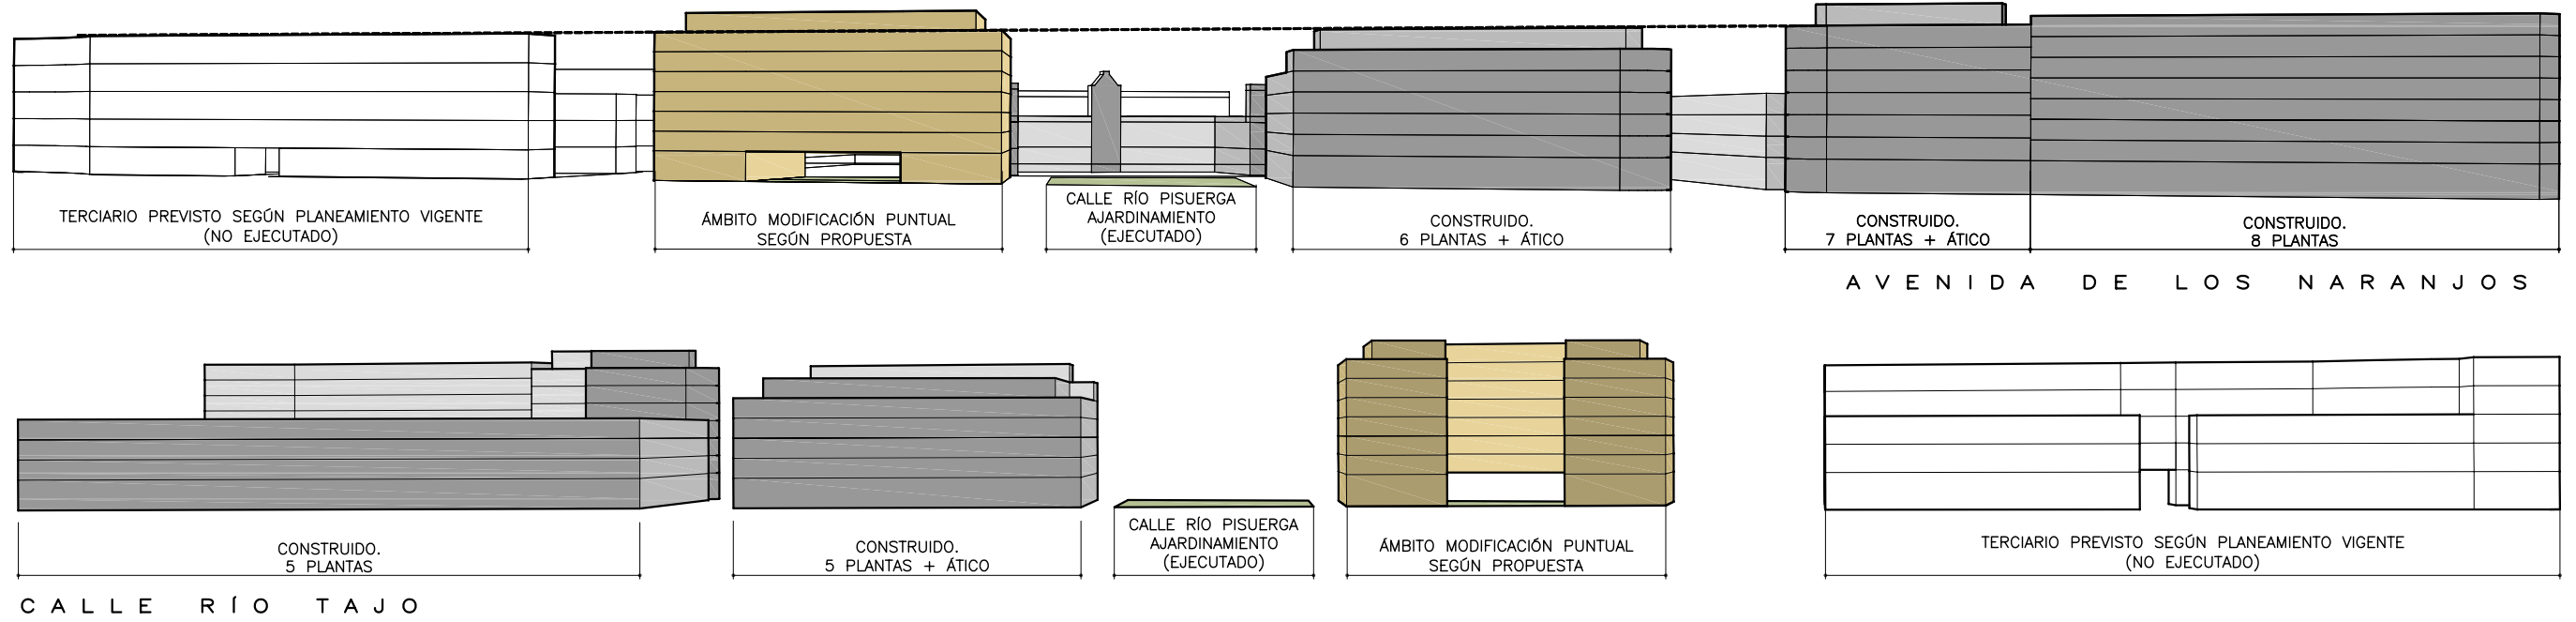 TERCIARIO PREVISTO SEGÚN PLANEAMIENTO VIGENTE
(NO EJECUTADO)
ÁMBITO MODIFICACIÓN PUNTUAL
SEGÚN PROPUESTA
CALLE RÍO PISUERGA
AJARDINAMIENTO
(EJECUTADO)
CONSTRUIDO.
6 PLANTAS + ÁTICO
CONSTRUIDO.
7 PLANTAS + ÁTICO
CONSTRUIDO.
8 PLANTAS
AVENIDA DE LOS NARANJOS
CONSTRUIDO.
5 PLANTAS
CONSTRUIDO.
5 PLANTAS + ÁTICO
CALLE RÍO PISUERGA
AJARDINAMIENTO
(EJECUTADO)
ÁMBITO MODIFICACIÓN PUNTUAL
SEGÚN PROPUESTA
TERCIARIO PREVISTO SEGÚN PLANEAMIENTO VIGENTE
(NO EJECUTADO)
CALLE RÍO TAJO